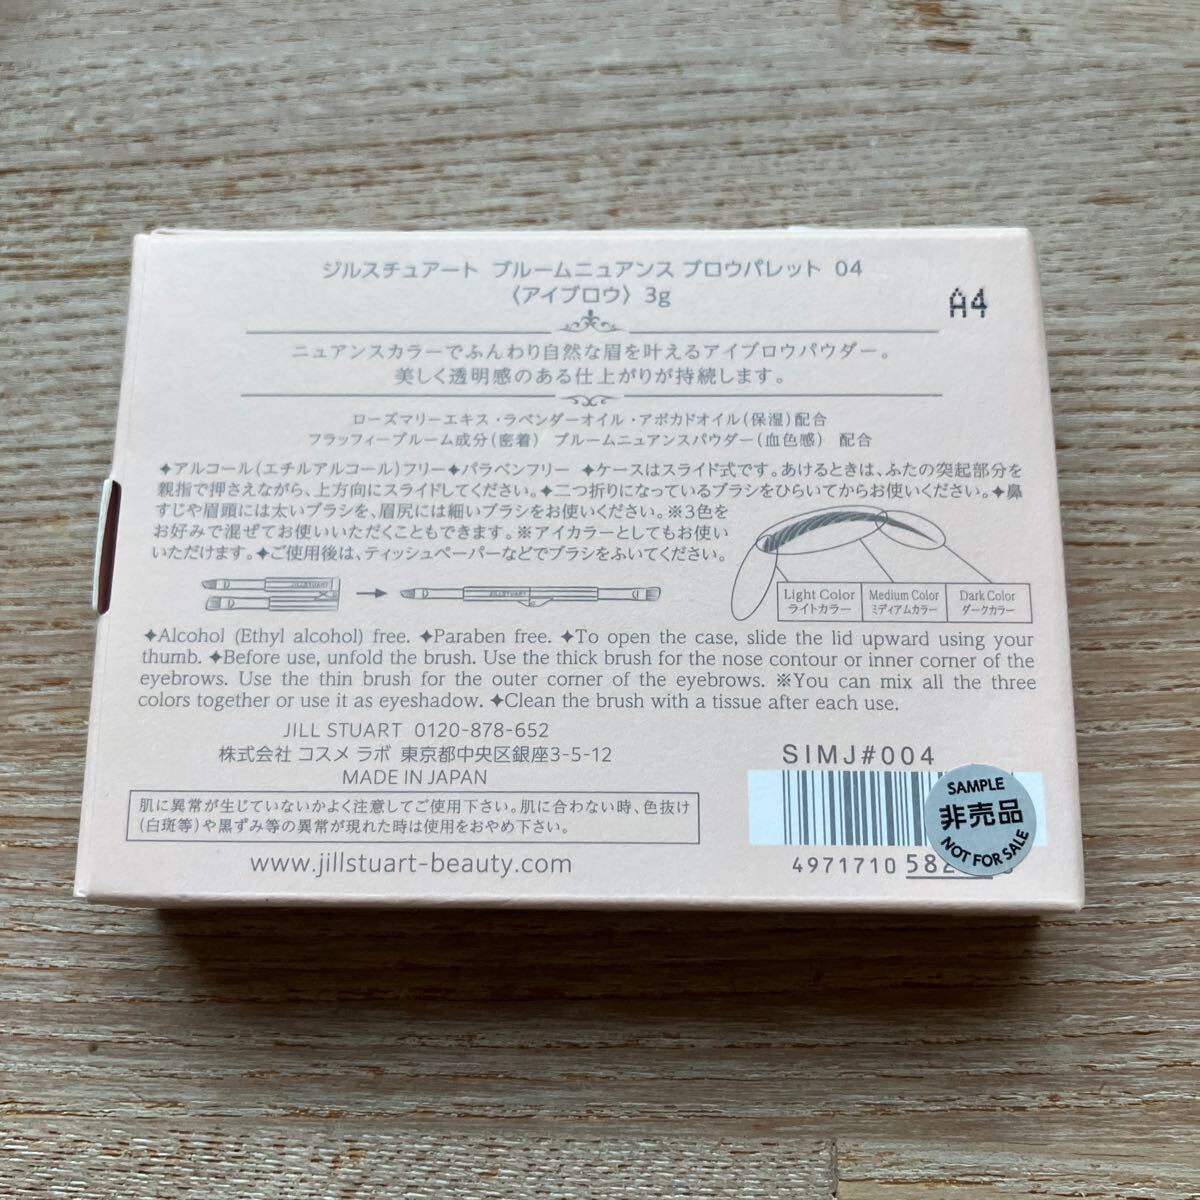 ジルスチュアート ブルームニュアンス ブロウパレット 04
〈アイブロウ〉 3g
A4
ニュアンスカラーでふんわり自然な眉を叶えるアイブロウパウダー。
美しく透明感のある仕上がりが持続します。
ローズマリーエキス・ラベンダーオイル・アボカドオイル(保湿)配合
フラッフィーブルーム成分(密着) ブルームニュアンスパウダー(血色感) 配合
✦アルコール(エチルアルコール)フリー✦パラベンフリー ✦ケースはスライド式です。あけるときは、ふたの突起部分を
親指で押さえながら、上方向にスライドしてください。✦二つ折りになっているブラシをひらいてからお使いください。✦鼻
すじや眉頭には太いブラシを、眉尻には細いブラシをお使いください。※3色を
お好みで混ぜてお使いいただくこともできます。※アイカラーとしてもお使い
いただけます。✦ご使用後は、ティッシュペーパーなどでブラシをふいてください。
JILLSTUART
JILLSTUART
Light Color
ライトカラー
Medium Color
ミディアムカラー
Dark Color
ダークカラー
✦Alcohol (Ethyl alcohol) free. ✦Paraben free. ✦To open the case, slide the lid upward using your
thumb. ✦Before use, unfold the brush. Use the thick brush for the nose contour or inner corner of the
eyebrows. Use the thin brush for the outer corner of the eyebrows. ※You can mix all the three
colors together or use it as eyeshadow. ✦Clean the brush with a tissue after each use.
JILL STUART 0120-878-652
株式会社 コスメ ラボ 東京都中央区銀座3-5-12
MADE IN JAPAN
肌に異常が生じていないかよく注意してご使用下さい。肌に合わない時、色抜け
(白斑等)や黒ずみ等の異常が現れた時は使用をおやめ下さい。
www.jillstuart-beauty.com
SIMJ#004
SAMPLE
非売品
NOT FOR SALE
4971710 582